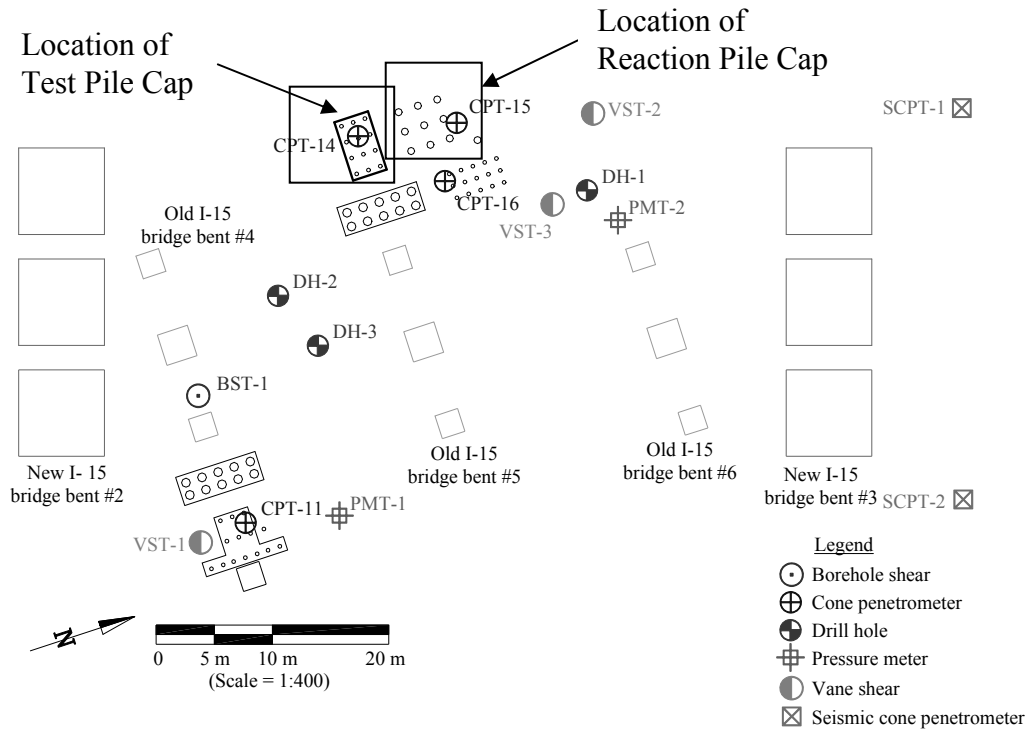 Location of
Test Pile Cap
Location of
Reaction Pile Cap
CPT-15
VST-2
SCPT-1
CPT-14
DH-1
CPT-16
PMT-2
VST-3
Old I-15
bridge bent #4
DH-2
DH-3
BST-1
New I- 15
bridge bent #2
Old I-15
bridge bent #5
Old I-15
bridge bent #6
New I-15
bridge bent #3
SCPT-2
CPT-11
PMT-1
VST-1
N
0 5 m 10 m 20 m
(Scale = 1:400)
Legend
Borehole shear
Cone penetrometer
Drill hole
Pressure meter
Vane shear
Seismic cone penetrometer